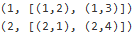 (1, [(1,2), (1,3)])
(2, [(2,1), (2,4)])